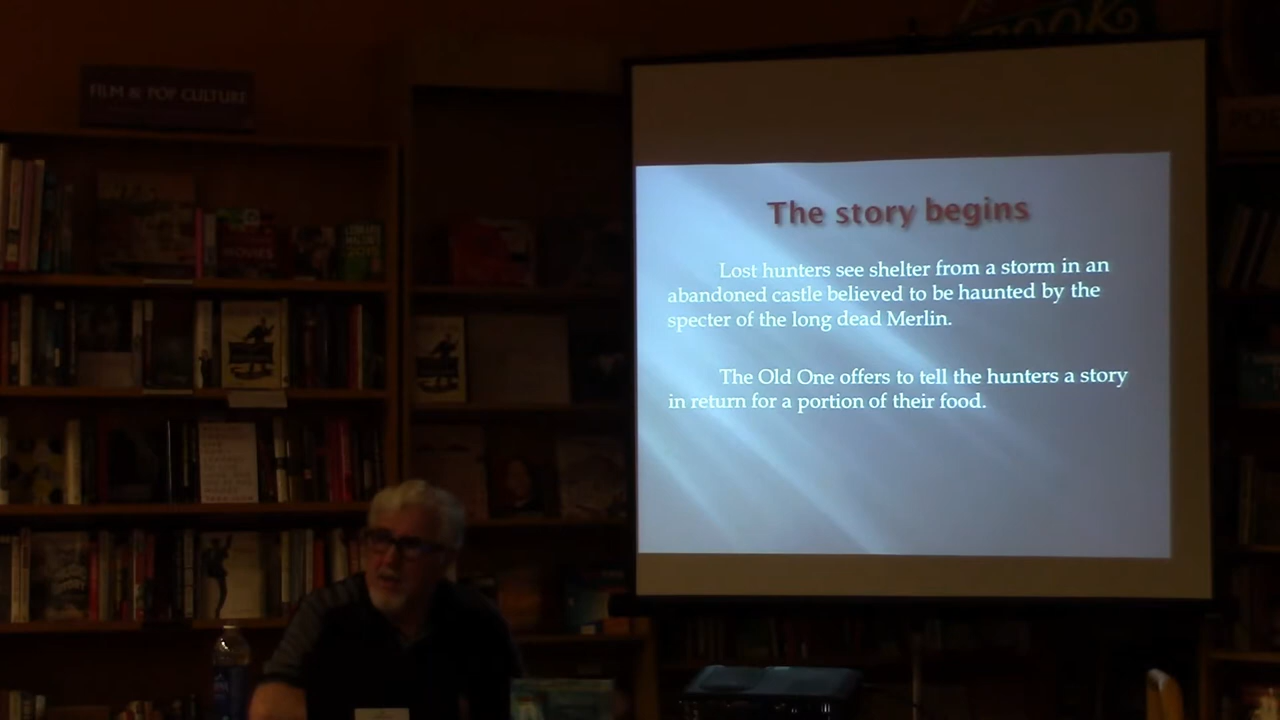 FILM & POP CULTURE
The story begins
Lost hunters see shelter from a storm in an
abandoned castle believed to be haunted by the
specter of the long dead Merlin.
The Old One offers to tell the hunters a story
in return for a portion of their food.